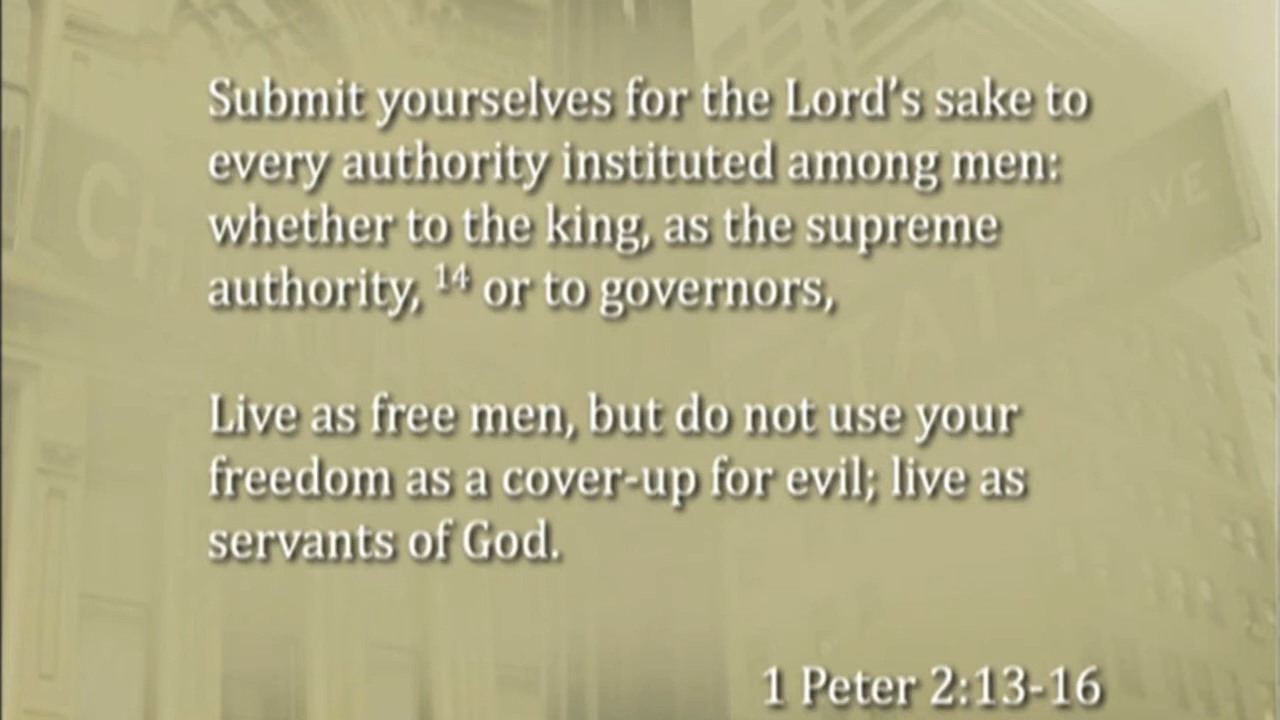 Submit yourselves for the Lord’s sake to
every authority instituted among men:
whether to the king, as the supreme
authority, 14 or to governors,
Live as free men, but do not use your
freedom as a cover-up for evil; live as
servants of God.
1 Peter 2:13-16
AVE